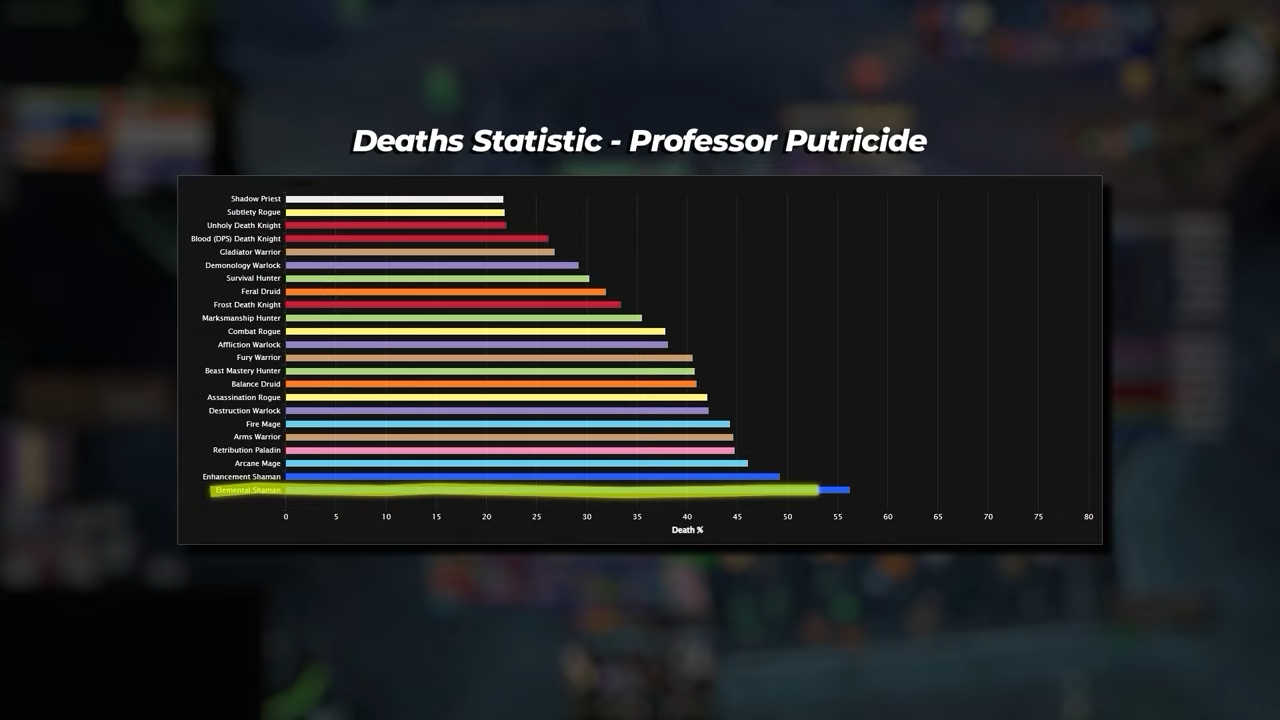 Deaths Statistic - Professor Putricide
Shadow Priest
Subtlety Rogue
Unholy Death Knight
Blood (DPS) Death Knight
Gladiator Warrior
Demonology Warlock
Survival Hunter
Feral Druid
Frost Death Knight
Marksmanship Hunter
Combat Rogue
Affliction Warlock
Fury Warrior
Beast Mastery Hunter
Balance Druid
Assassination Rogue
Destruction Warlock
Fire Mage
Arms Warrior
Retribution Paladin
Arcane Mage
Enhancement Shaman
Elemental Shaman
0 5 10 15 20 25 30 35 40 45 50 55 60 65 70 75 80
Death %